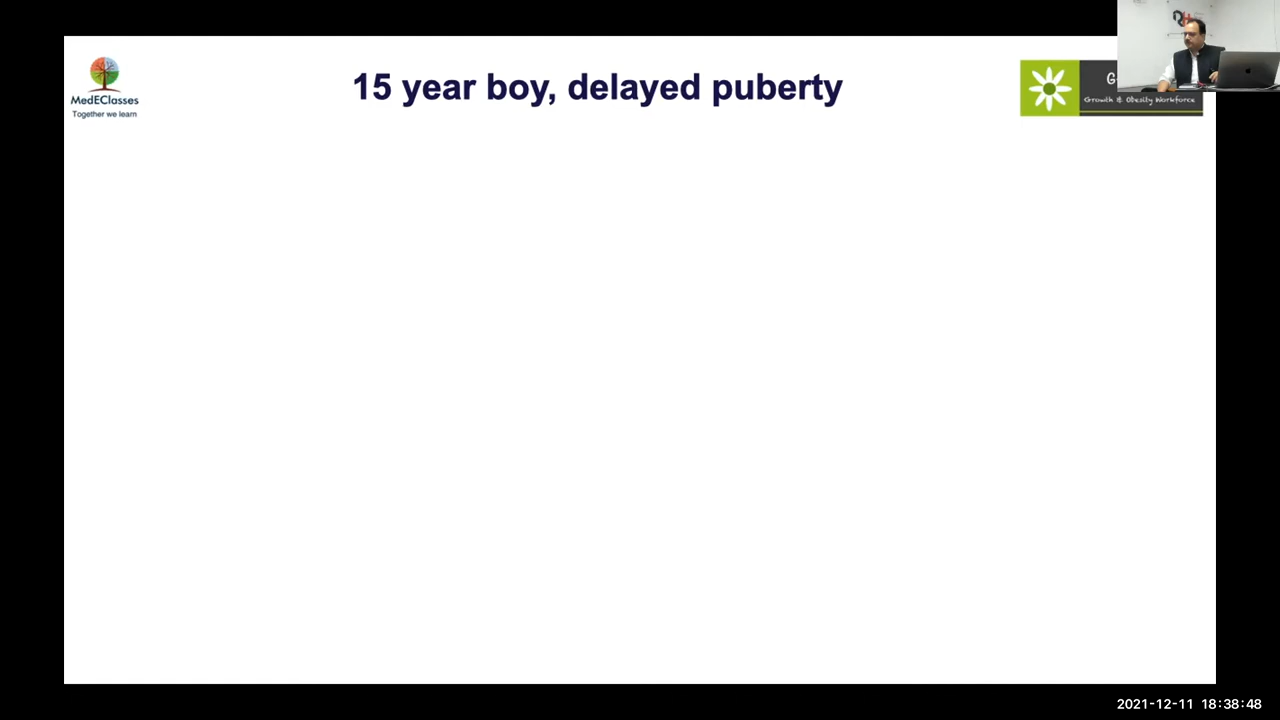 15 year boy, delayed puberty
MedEClasses
Together we learn
G
Growth & Obesity Workforce
2021-12-11 18:38:48